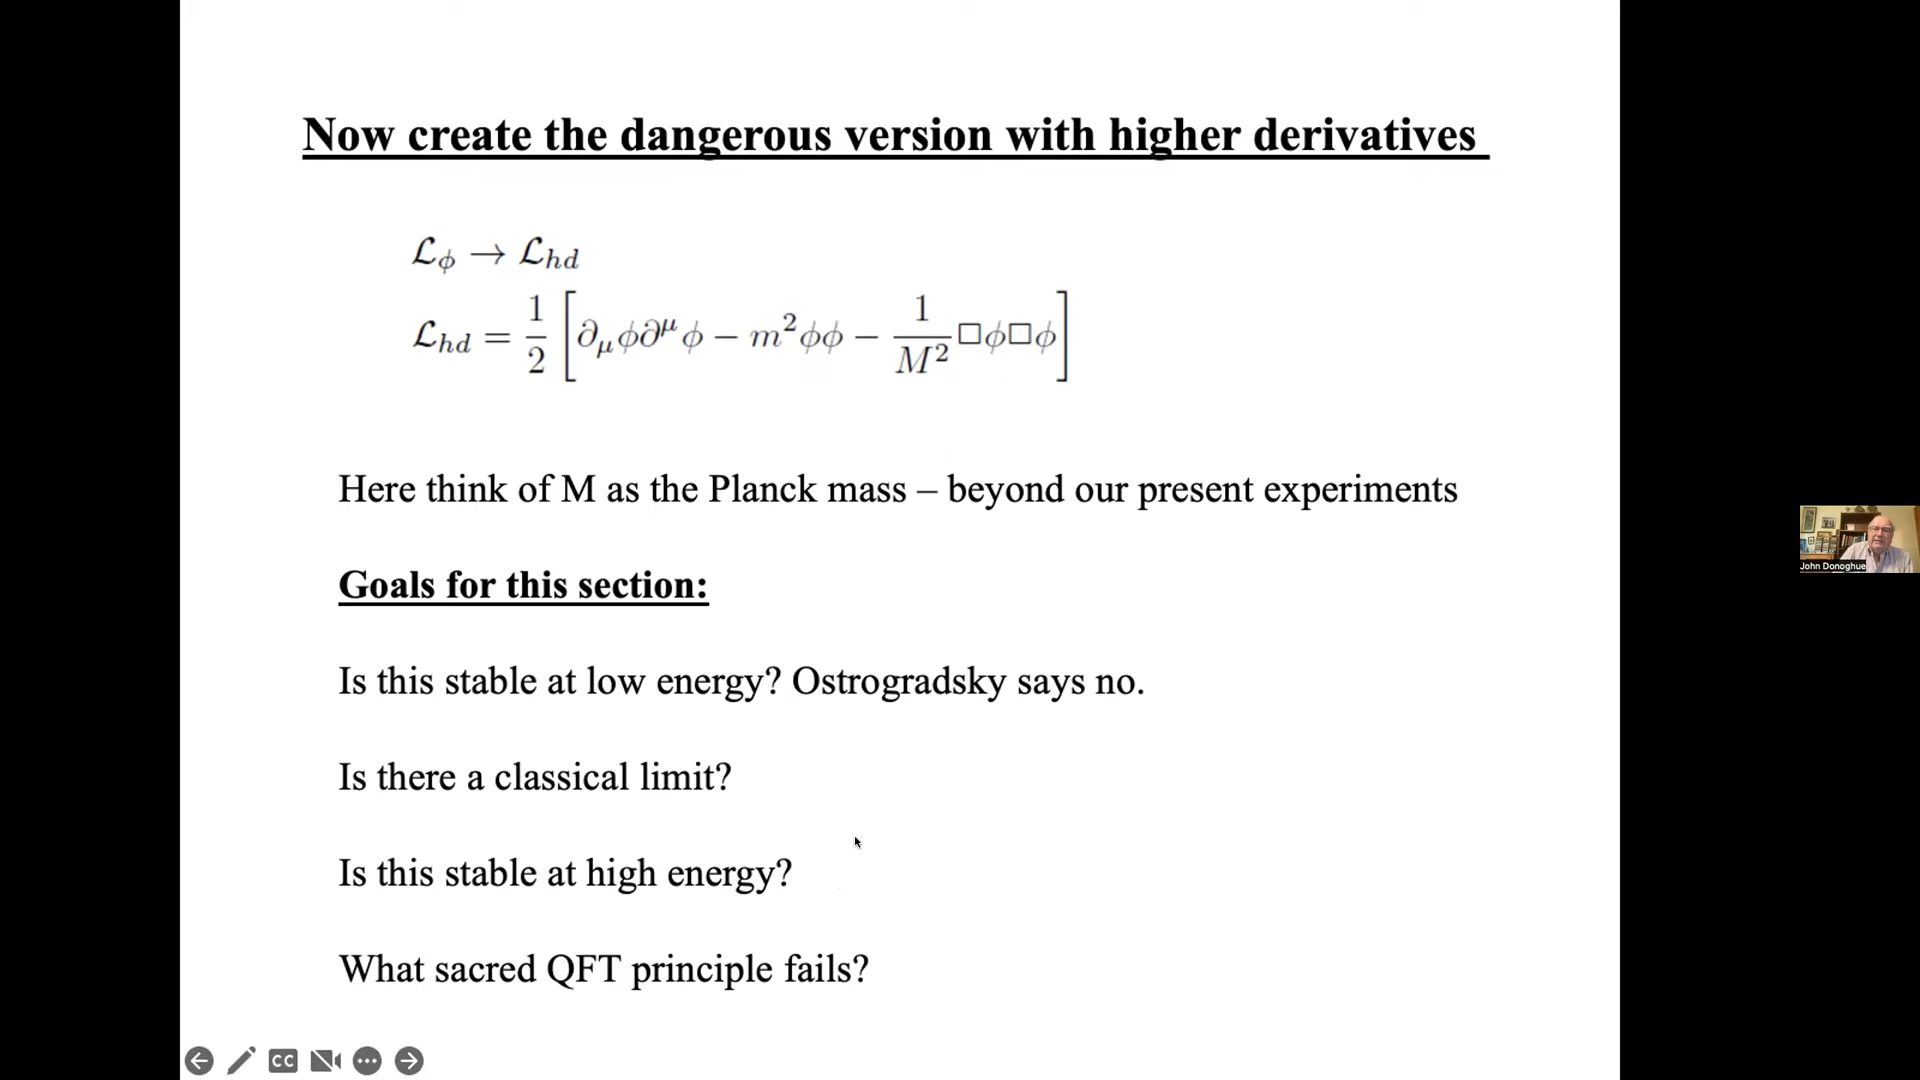 Now create the dangerous version with higher derivatives
ℒ_ϕ → ℒ_hd
ℒ_hd = 1/2 [∂_μϕ∂^μϕ − m²ϕϕ − 1/M² □ϕ□ϕ]
Here think of M as the Planck mass – beyond our present experiments
Goals for this section:
Is this stable at low energy? Ostrogradsky says no.
John Donoghue
Is there a classical limit?
Is this stable at high energy?
What sacred QFT principle fails?
CC